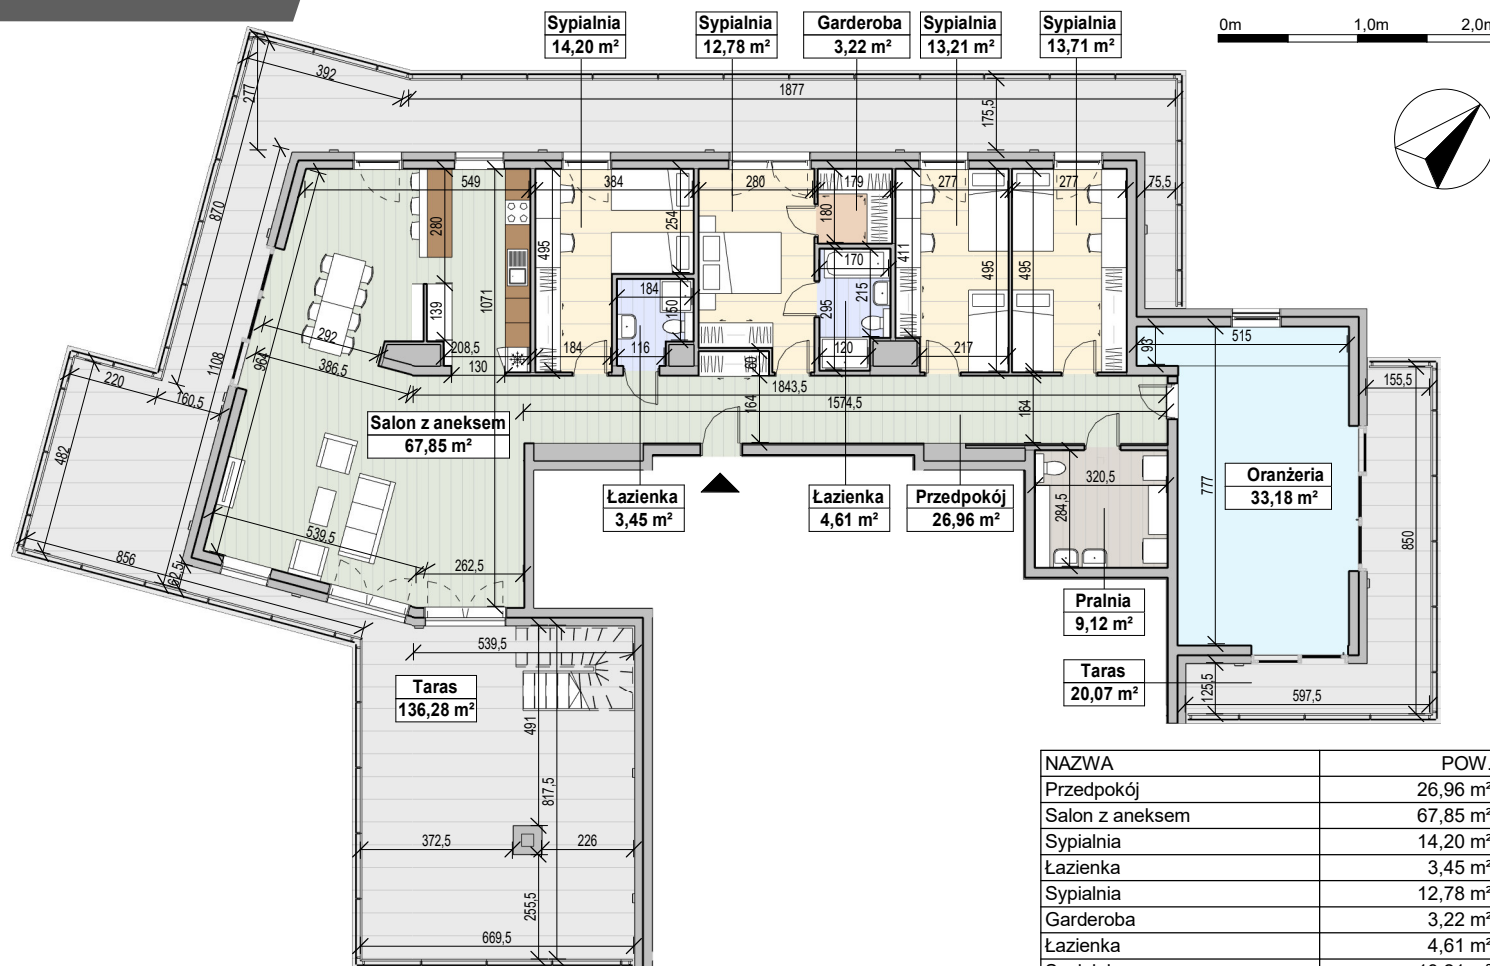 Sypialnia
14,20 m²
Sypialnia
12,78 m²
Garderoba
3,22 m²
Sypialnia
13,21 m²
Sypialnia
13,71 m²
0m 1,0m 2,0m
392
277
1877
175,5
870
549
384
280
179
277
277
75,5
280
254
180
495
411
495
495
1071
139
184
150
170
215
295
292
208,5
130
184
116
60
120
217
93
515
1108
964
386,5
220
160,5
1843,5
1574,5
164
164
155,5
Salon z aneksem
67,85 m²
482
Łazienka
3,45 m²
Łazienka
4,61 m²
Przedpokój
26,96 m²
320,5
284,5
777
Oranżeria
33,18 m²
850
539,5
262,5
856
162,5
Pralnia
9,12 m²
539,5
Taras
136,28 m²
491
Taras
20,07 m²
125,5
597,5
817,5
372,5
226
255,5
669,5
NAZWA POW.
Przedpokój 26,96 m²
Salon z aneksem 67,85 m²
Sypialnia 14,20 m²
Łazienka 3,45 m²
Sypialnia 12,78 m²
Garderoba 3,22 m²
Łazienka 4,61 m²